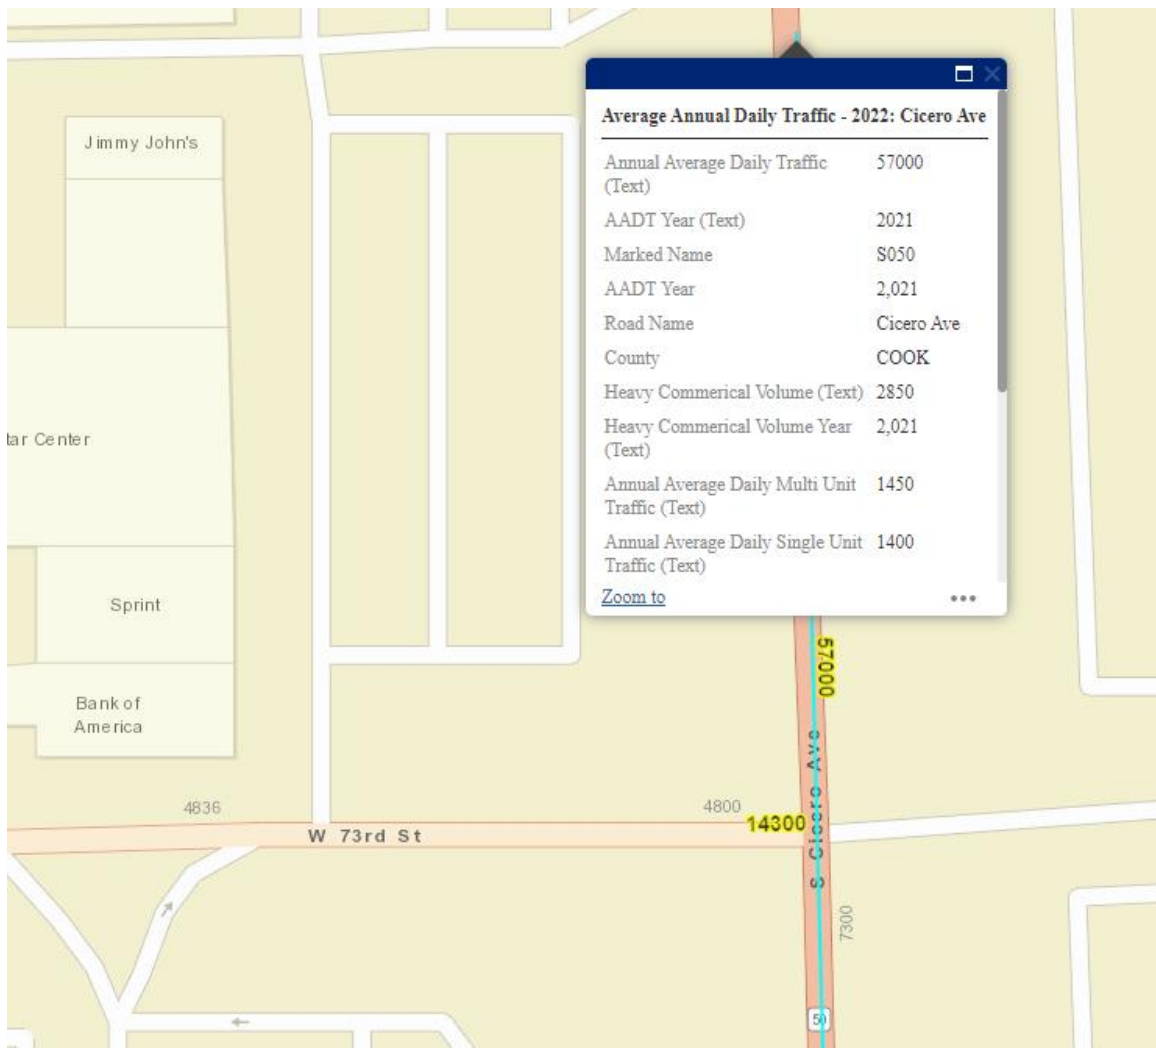 Jimmy John's
tar Center
Sprint
Bank of
America
Average Annual Daily Traffic - 2022: Cicero Ave
Annual Average Daily Traffic 57000
(Text)
AADT Year (Text) 2021
Marked Name S050
AADT Year 2,021
Road Name Cicero Ave
County COOK
Heavy Commerical Volume (Text) 2850
Heavy Commerical Volume Year 2,021
(Text)
Annual Average Daily Multi Unit 1450
Traffic (Text)
Annual Average Daily Single Unit 1400
Traffic (Text)
Zoom to
57000
S Cicero Ave
4836
4800
14300
W 73rd St
7300
50